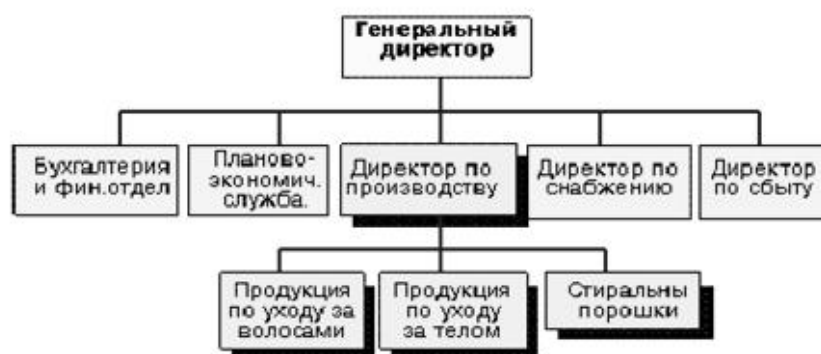 Генеральный
директор
Бухгалтерия
и фин.отдел
Планово-
экономич.
служба.
Директор по
производству
Директор по
снабжению
Директор
по сбыту
Продукция
по уходу за
волосами
Продукция
по уходу
за телом
Стиральны
порошки